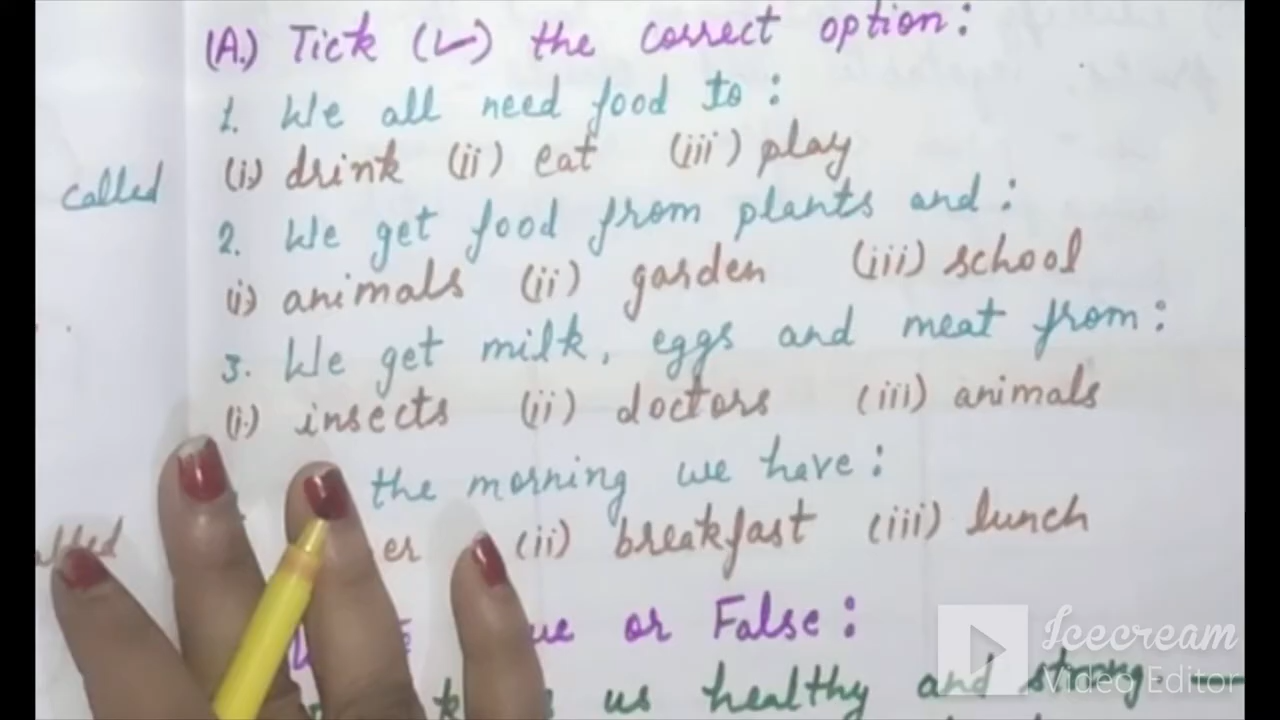 (A.) Tick (✓) the correct option:
1. We all need food to:
called
(i) drink (ii) eat (iii) play
2. We get food from plants and:
(i) animals (ii) garden (iii) school
3. We get milk, eggs and meat from:
(i) insects (ii) doctors (iii) animals
the morning we have:
er (ii) breakfast (iii) lunch
or False:
us healthy and strong.
Icecream
Video Editor